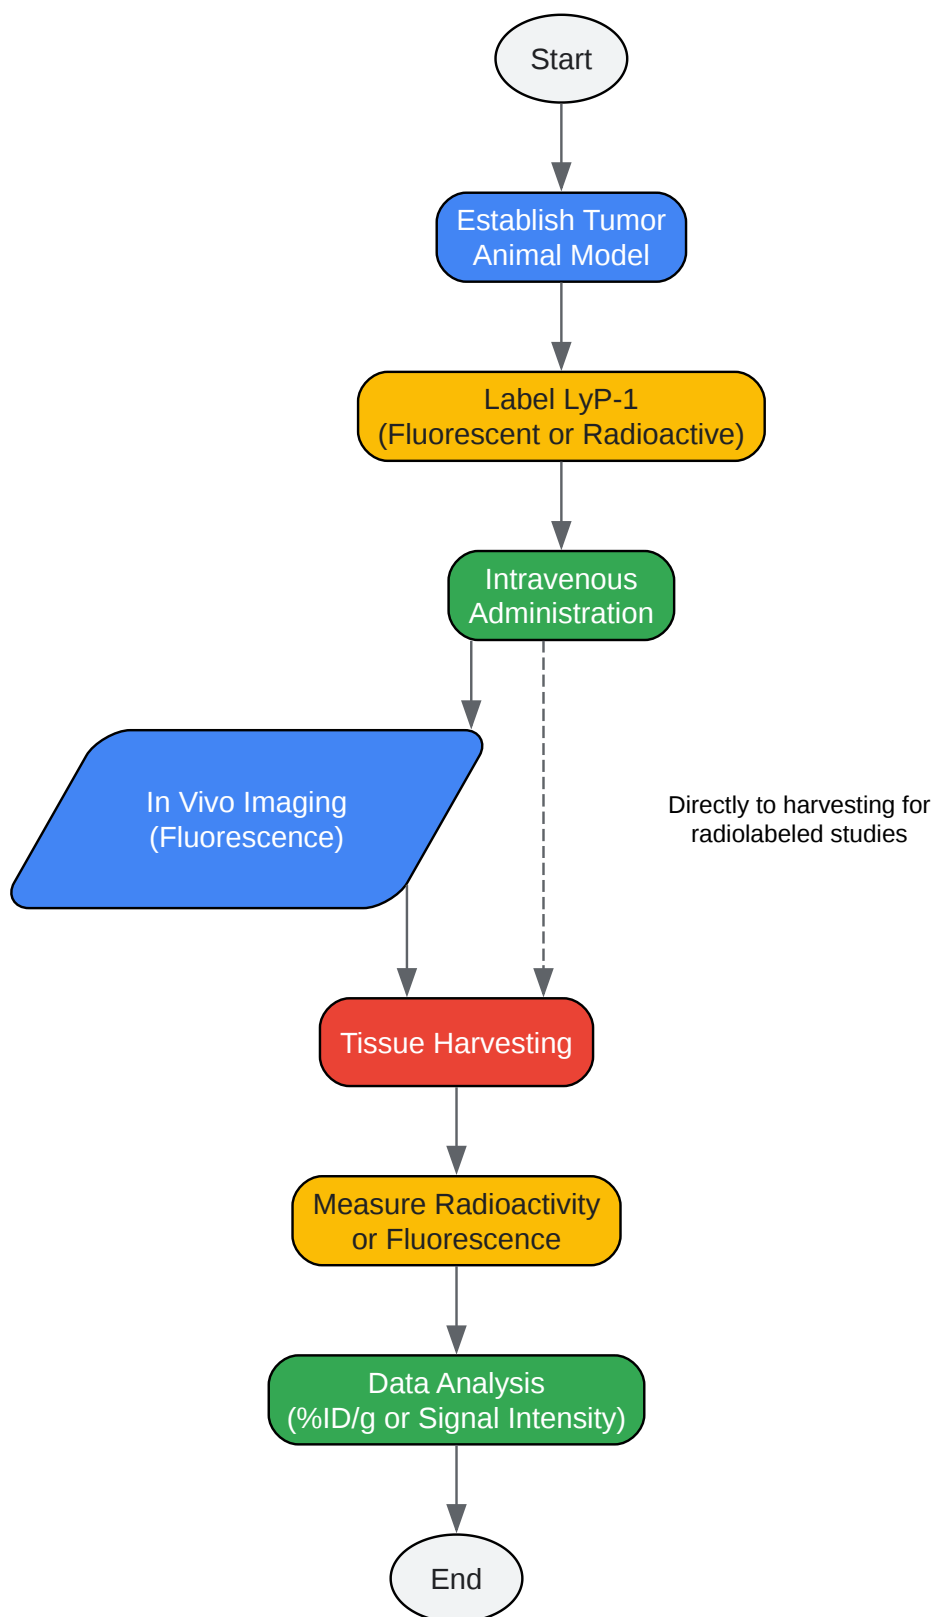 Start
Establish Tumor
Animal Model
Label LyP-1
(Fluorescent or Radioactive)
Intravenous
Administration
In Vivo Imaging
(Fluorescence)
Directly to harvesting for
radiolabeled studies
Tissue Harvesting
Measure Radioactivity
or Fluorescence
Data Analysis
(%ID/g or Signal Intensity)
End